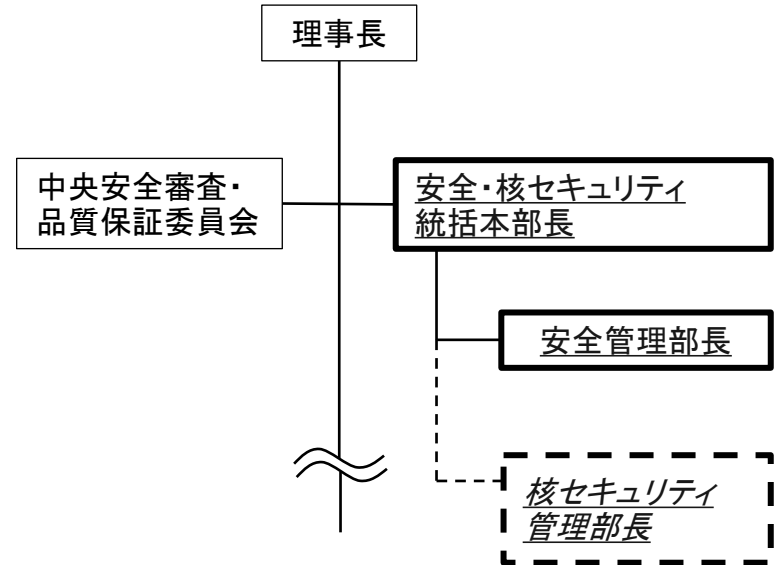 理事長
中央安全審査・
品質保証委員会
安全・核セキュリティ
統括本部長
安全管理部長
核セキュリティ
管理部長